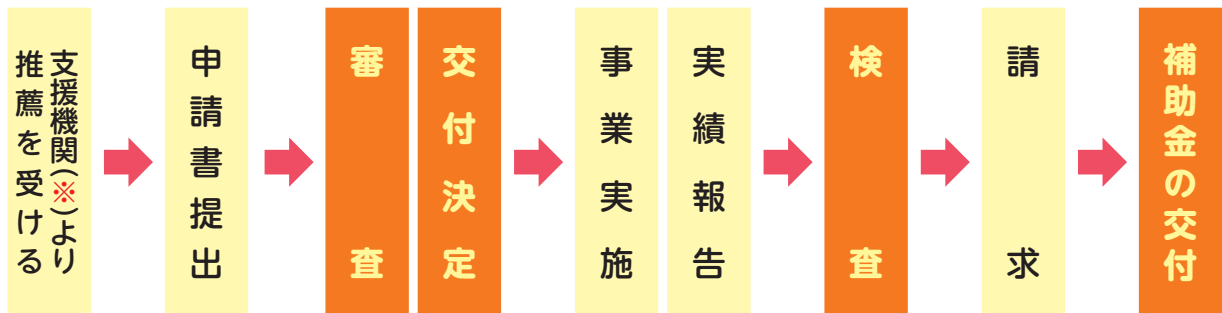 支援機関(※)より
推薦を受ける
申請書提出
審査
交付決定
事業実施
実績報告
検査
請求
補助金の交付